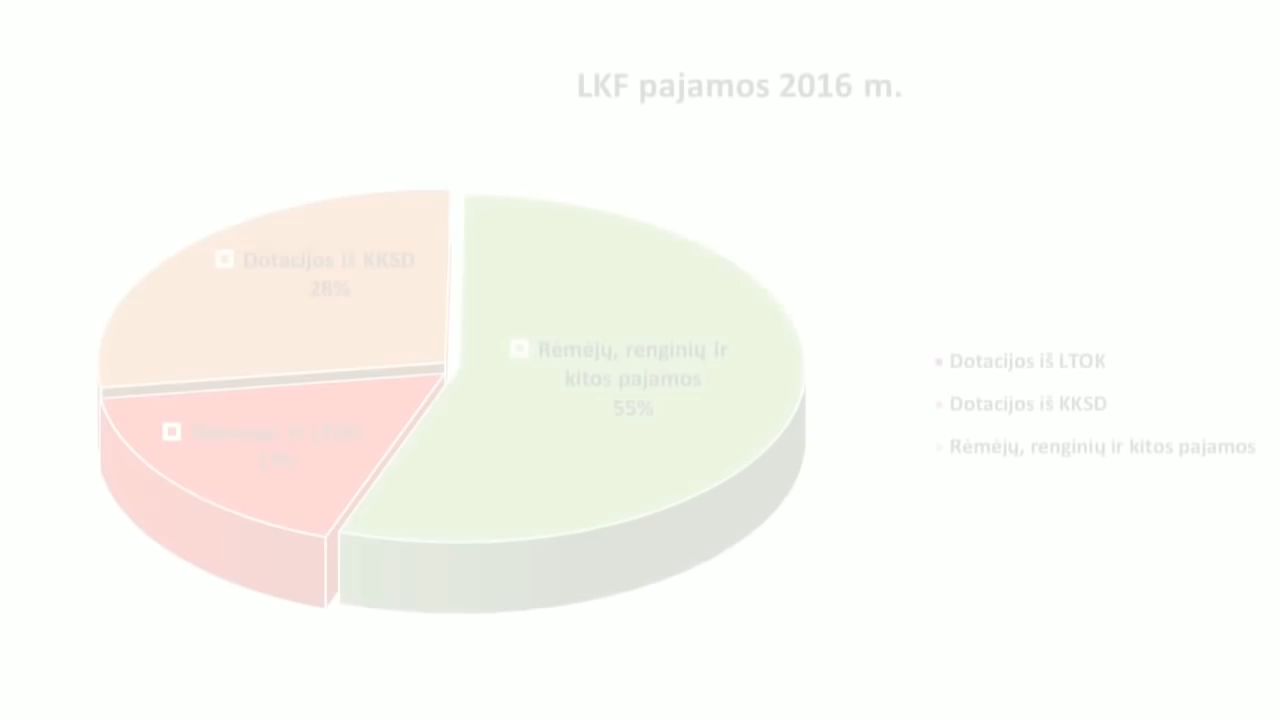 LKF pajamos 2016 m.
Dotacijos iš KKSD
28%
Rėmėjų, renginių ir
kitos pajamos
55%
Dotacijos iš LTOK
Dotacijos iš KKSD
Rėmėjų, renginių ir kitos pajamos